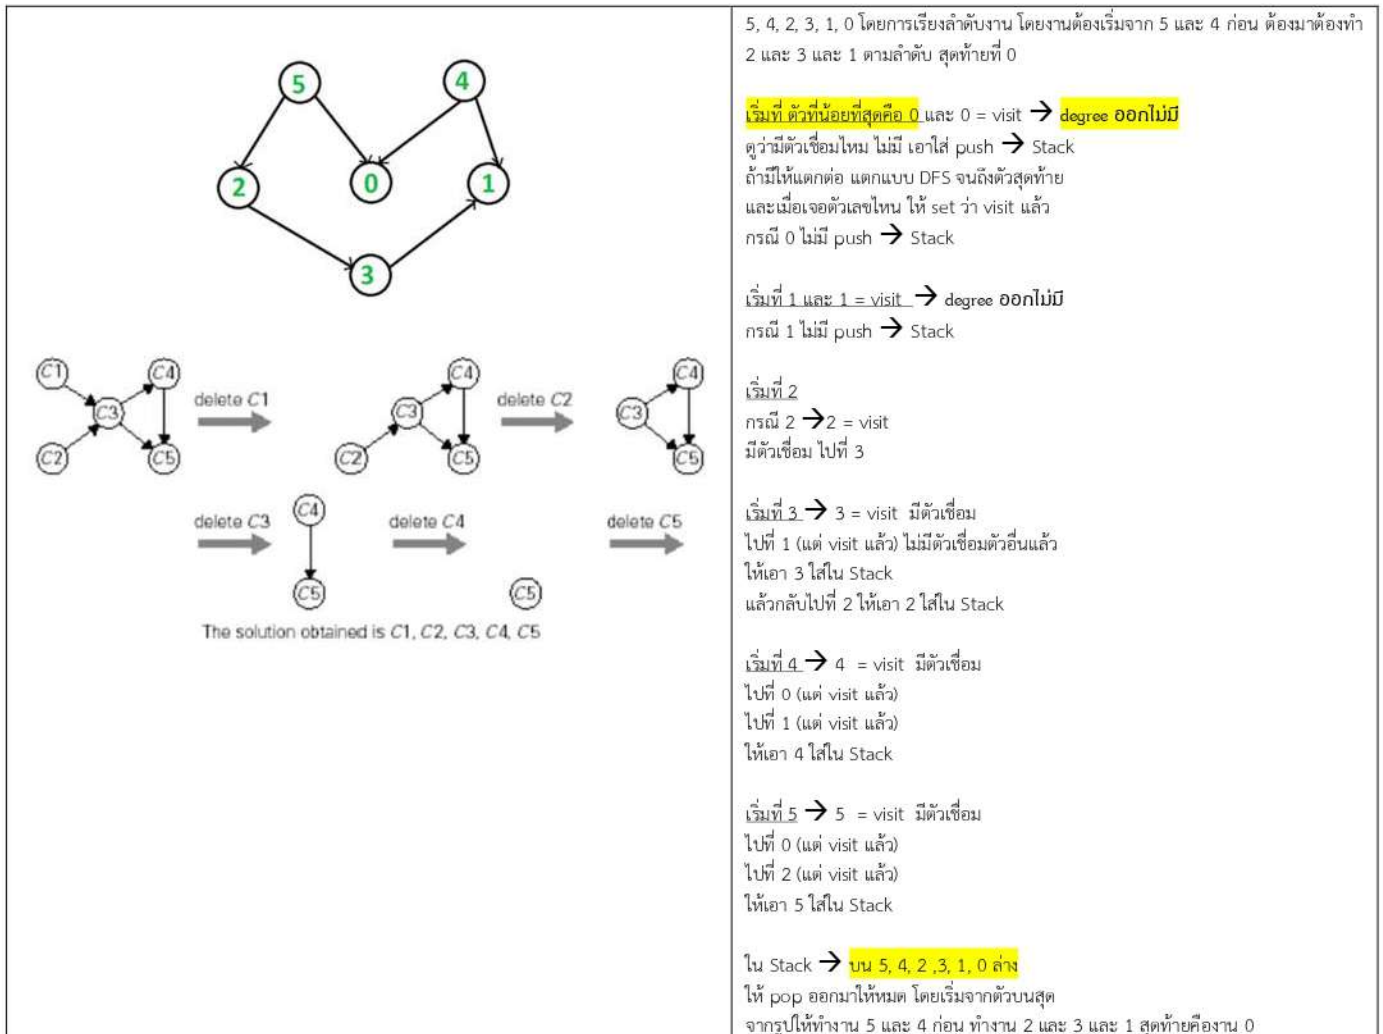 5
4
2
0
1
3
C1
C4
C3
C2
C5
delete C1
C4
C3
C2
C5
delete C2
C4
C3
C5
delete C3
C4
C5
delete C4
C5
delete C5
The solution obtained is C1, C2, C3, C4, C5
5, 4, 2, 3, 1, 0 โดยการเรียงลำดับงาน โดยงานต้องเริ่มจาก 5 และ 4 ก่อน ต้องมาต้องทำ
2 และ 3 และ 1 ตามลำดับ สุดท้ายที่ 0
เริ่มที่ ตัวที่น้อยที่สุดคือ 0 และ 0 = visit → degree ออกไม่มี
ดูว่ามีตัวเชื่อมไหม ไม่มี เอาใส่ push → Stack
ถ้ามีให้แตกต่อ แตกแบบ DFS จนถึงตัวสุดท้าย
และเมื่อเจอตัวเลขไหน ให้ set ว่า visit แล้ว
กรณี 0 ไม่มี push → Stack
เริ่มที่ 1 และ 1 = visit → degree ออกไม่มี
กรณี 1 ไม่มี push → Stack
เริ่มที่ 2
กรณี 2 →2 = visit
มีตัวเชื่อม ไปที่ 3
เริ่มที่ 3 → 3 = visit มีตัวเชื่อม
ไปที่ 1 (แต่ visit แล้ว) ไม่มีตัวเชื่อมตัวอื่นแล้ว
ให้เอา 3 ใส่ใน Stack
แล้วกลับไปที่ 2 ให้เอา 2 ใส่ใน Stack
เริ่มที่ 4 → 4 = visit มีตัวเชื่อม
ไปที่ 0 (แต่ visit แล้ว)
ไปที่ 1 (แต่ visit แล้ว)
ให้เอา 4 ใส่ใน Stack
เริ่มที่ 5 → 5 = visit มีตัวเชื่อม
ไปที่ 0 (แต่ visit แล้ว)
ไปที่ 2 (แต่ visit แล้ว)
ให้เอา 5 ใส่ใน Stack
ใน Stack → บน 5, 4, 2 ,3, 1, 0 ล่าง
ให้ pop ออกมาให้หมด โดยเริ่มจากตัวบนสุด
จากรูปให้ทำงาน 5 และ 4 ก่อน ทำงาน 2 และ 3 และ 1 สุดท้ายคืองาน 0